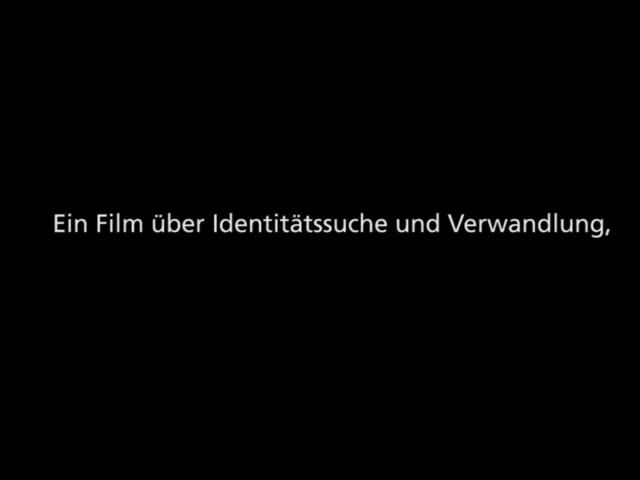 Ein Film über Identitätssuche und Verwandlung,